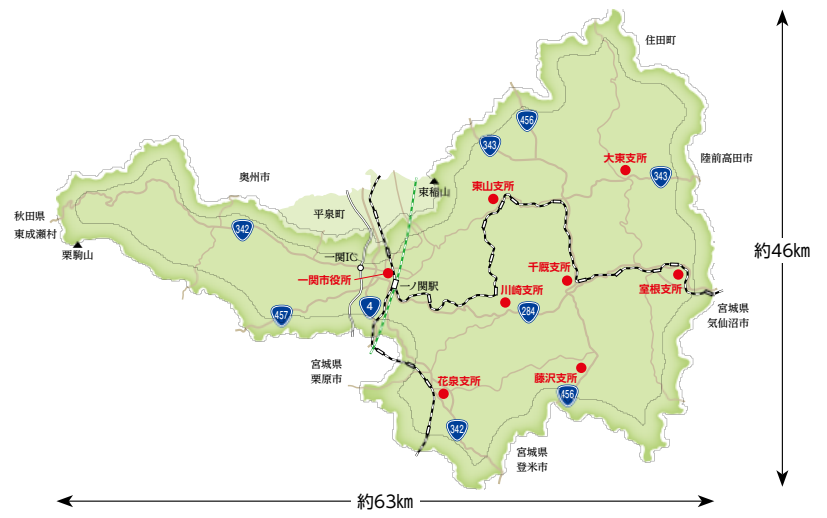 住田町
456
343
大東支所
陸前高田市
343
奥州市
東稲山
東山支所
平泉町
秋田県
東成瀬村
342
栗駒山
一関IC
約46km
一関市役所
一ノ関駅
千厩支所
川崎支所
室根支所
4
457
284
宮城県
気仙沼市
宮城県
栗原市
花泉支所
藤沢支所
456
342
宮城県
登米市
約63km